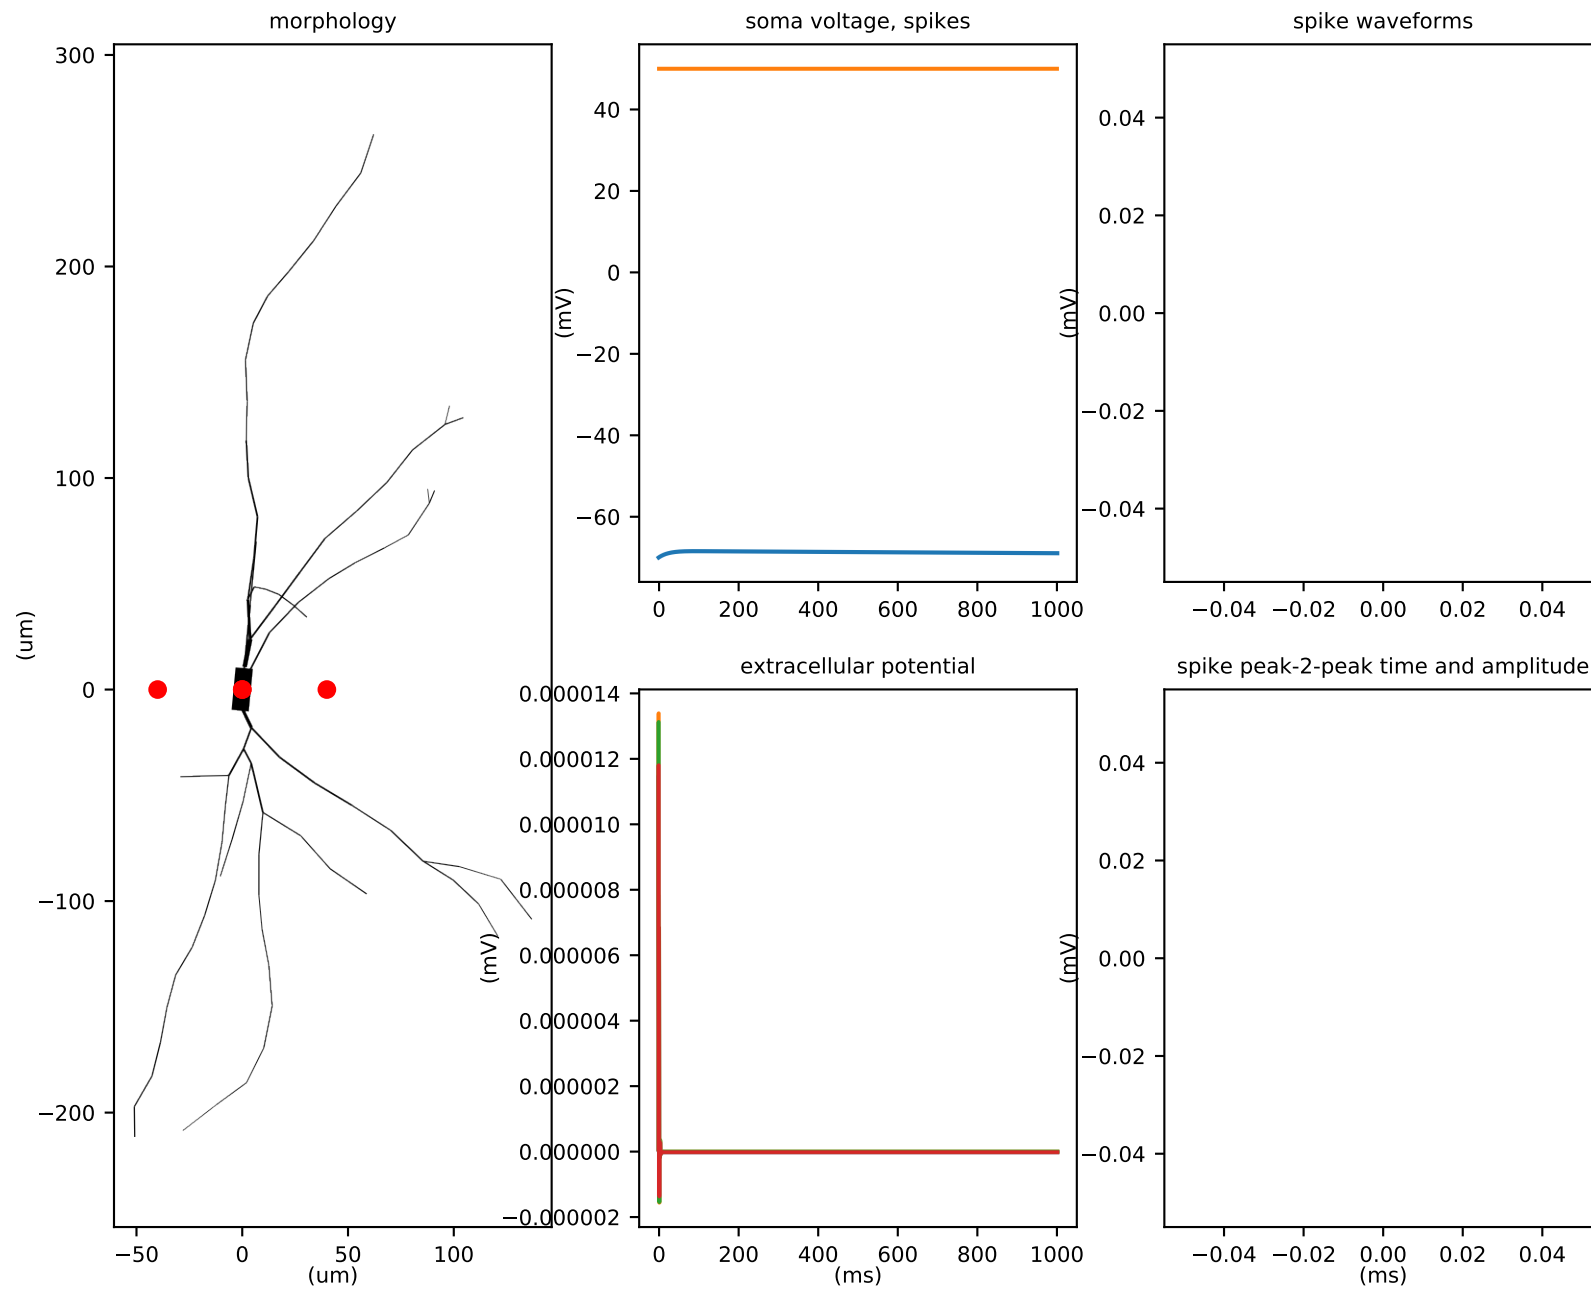 morphology
300
200
100
0
−100
−200
(um)
−50 0 50 100
(um)
soma voltage, spikes
40
20
0
−20
−40
−60
(mV)
0 200 400 600 800 1000
spike waveforms
0.04
0.02
0.00
−0.02
−0.04
(mV)
−0.04 −0.02 0.00 0.02 0.04
extracellular potential
0.000014
0.000012
0.000010
0.000008
0.000006
0.000004
0.000002
0.000000
−0.000002
(mV)
0 200 400 600 800 1000
(ms)
spike peak-2-peak time and amplitude
0.04
0.02
0.00
−0.02
−0.04
(mV)
−0.04 −0.02 0.00 0.02 0.04
(ms)